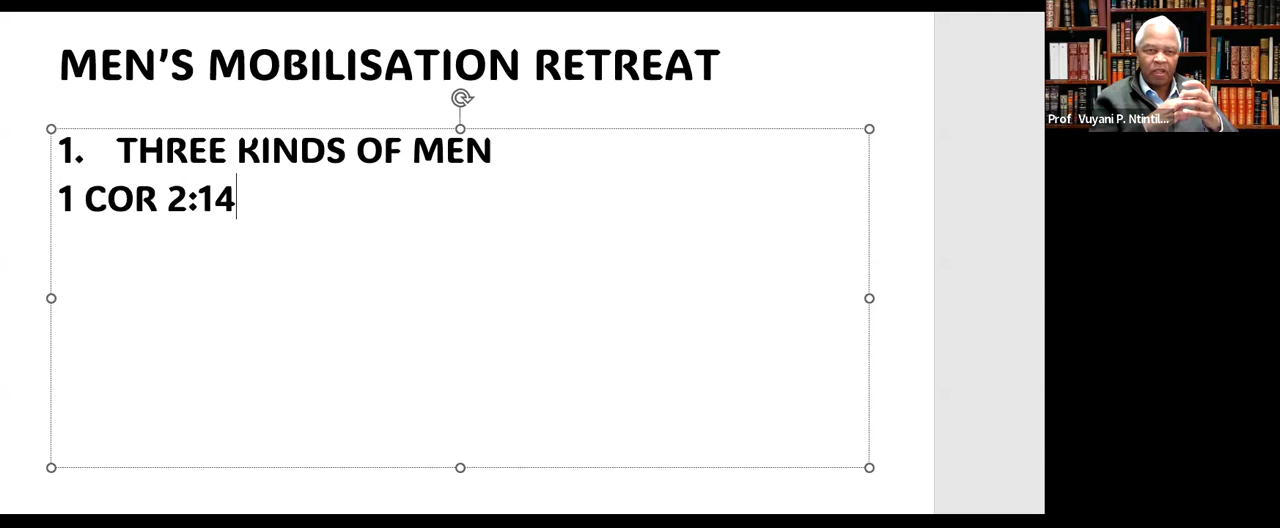 MEN'S MOBILISATION RETREAT
1. THREE KINDS OF MEN
1 COR 2:14
Prof Vuyani P. Ntintil...